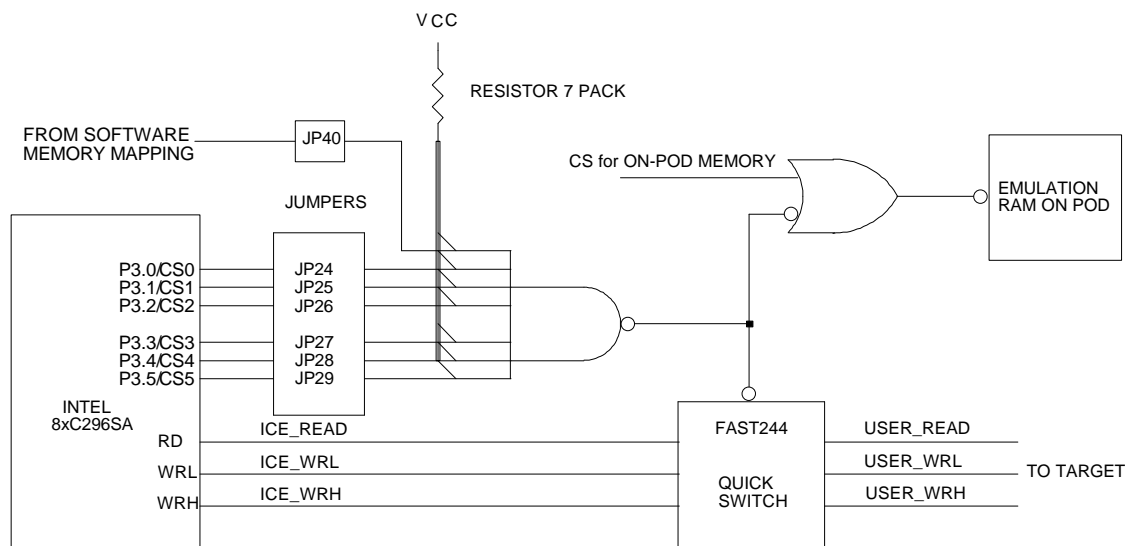 VCC
RESISTOR 7 PACK
FROM SOFTWARE
MEMORY MAPPING
JP40
CS for ON-POD MEMORY
EMULATION
RAM ON POD
JUMPERS
P3.0/CS0
JP24
P3.1/CS1
JP25
P3.2/CS2
JP26
P3.3/CS3
JP27
P3.4/CS4
JP28
P3.5/CS5
JP29
INTEL
8xC296SA
RD
ICE_READ
FAST244
USER_READ
WRL
ICE_WRL
USER_WRL
TO TARGET
WRH
ICE_WRH
QUICK
SWITCH
USER_WRH